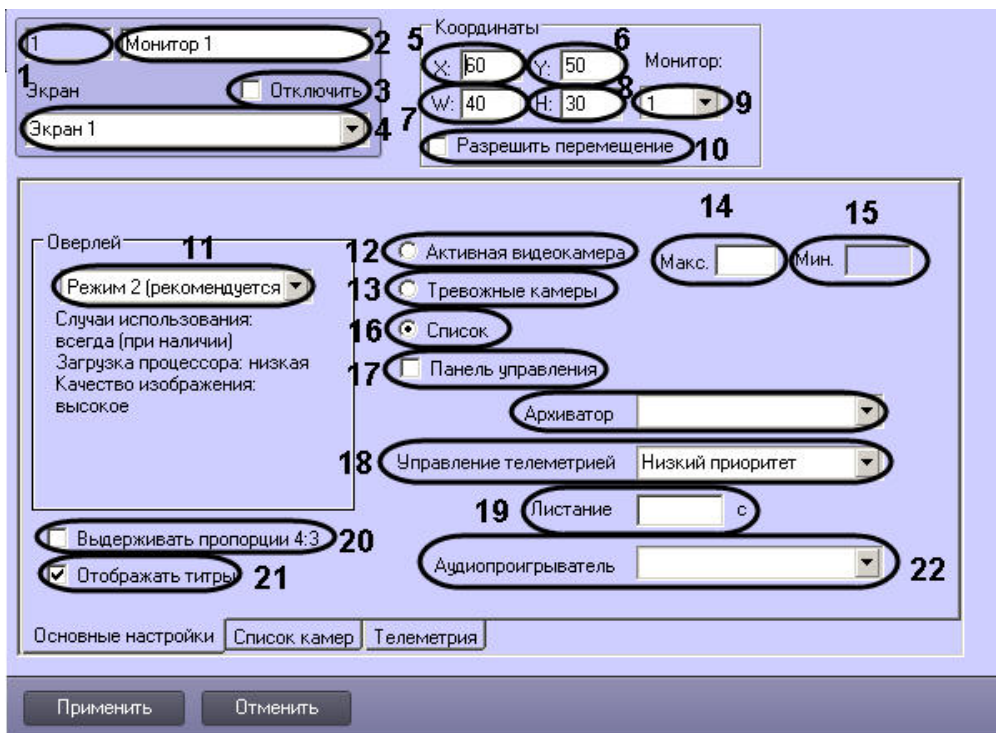 1 Монитор 1 2
1
Экран Отключить 3
Экран 1 4
Координаты
5 6
X: 60 Y: 50 Монитор:
7 W: 40 8 H: 30 1 9
Разрешить перемещение 10
14 15
Оверлей 11
12 Активная видеокамера Макс. Мин.
Режим 2 (рекомендуется
13 Тревожные камеры
Случаи использования:
всегда (при наличии)
Загрузка процессора: низкая
Качество изображения:
высокое
16 Список
17 Панель управления
Архиватор
18 Управление телеметрией Низкий приоритет
19 Листание с
Выдерживать пропорции 4:3 20
Отображать титры 21
Аудиопроигрыватель 22
Основные настройки Список камер Телеметрия
Применить Отменить